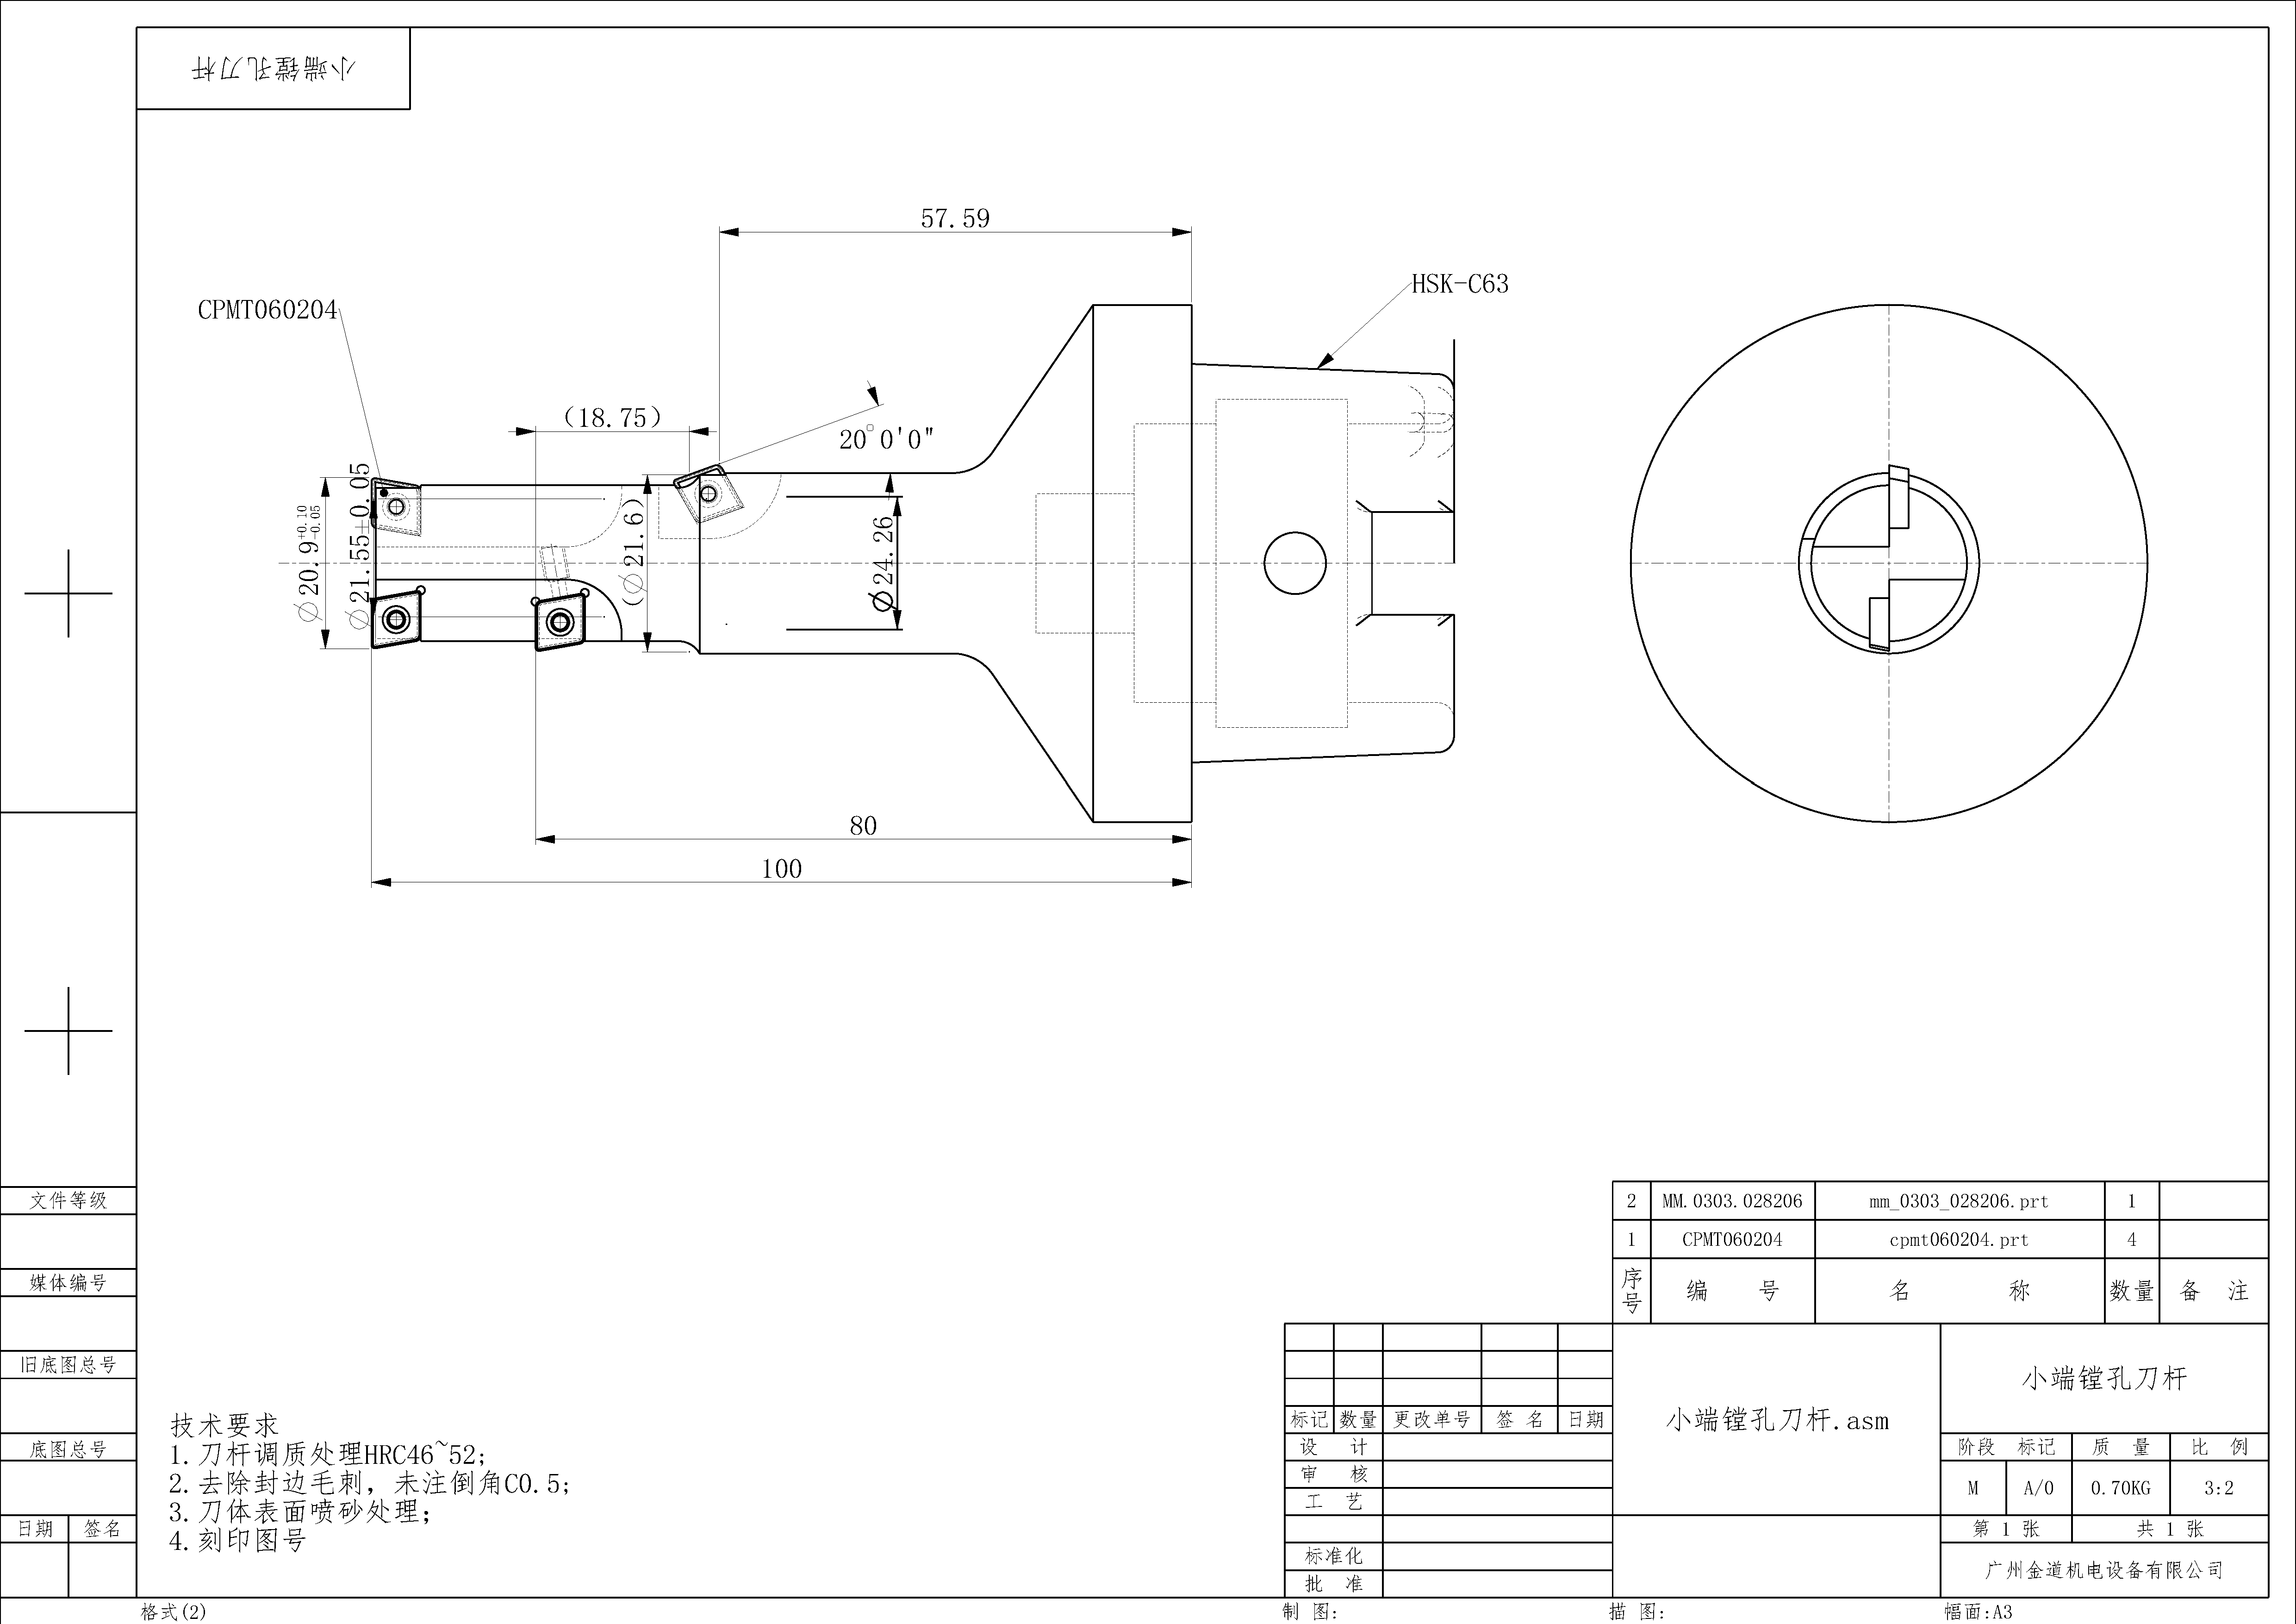 小端镗孔刀杆
57.59
HSK-C63
CPMT060204
(18.75)
20°0'0"
⌀20.9+0.10 -0.05
⌀21.55±0.05
(⌀21.6)
⌀24.26
80
100
技术要求
1.刀杆调质处理HRC46~52;
2.去除封边毛刺，未注倒角C0.5;
3.刀体表面喷砂处理;
4.刻印图号
文件等级
媒体编号
旧底图总号
底图总号
日期 签名
2 MM.0303.028206 mm_0303_028206.prt 1
1 CPMT060204 cpmt060204.prt 4
序号 编 号 名 称 数量 备 注
标记 数量 更改单号 签 名 日期
设 计
审 核
工 艺
标准化
批 准
小端镗孔刀杆.asm
小端镗孔刀杆
阶段 标记 质 量 比 例
M A/0 0.70KG 3:2
第 1 张 共 1 张
广州金道机电设备有限公司
格式(2) 制 图: 描 图: 幅面:A3